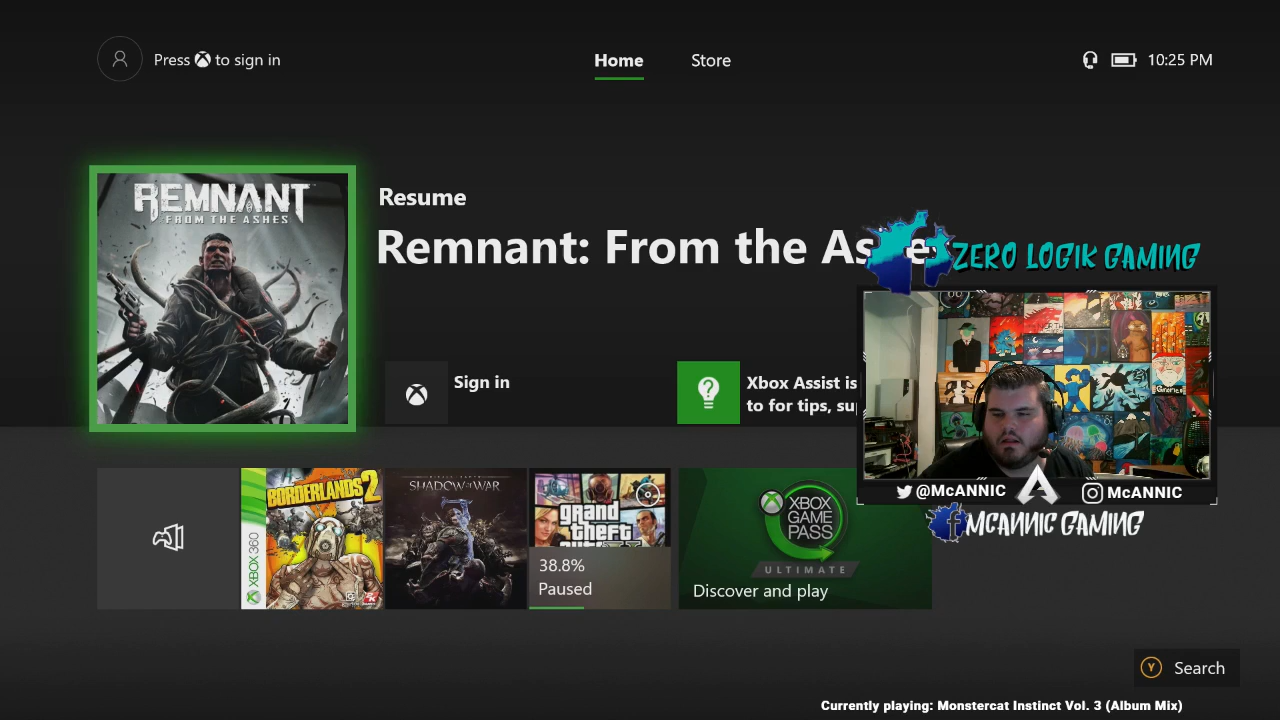 Press to sign in
Home
Store
10:25 PM
REMNANT
FROM THE ASHES
Resume
Remnant: From the Ashes
ZERO LOGIK GAMING
Sign in
Xbox Assist is
to for tips, su
@McANNIC
McANNIC
MCANNIC GAMING
XBOX 360
BORDERLANDS 2
2K
SHADOW OF WAR
grand
theft
38.8%
Paused
XBOX
GAME
PASS
ULTIMATE
Discover and play
Y
Search
Currently playing: Monstercat Instinct Vol. 3 (Album Mix)